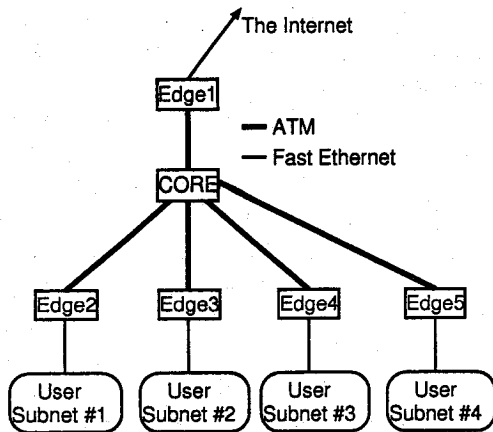 The Internet
Edge1
ATM
Fast Ethernet
CORE
Edge2
Edge3
Edge4
Edge5
User
Subnet #1
User
Subnet #2
User
Subnet #3
User
Subnet #4